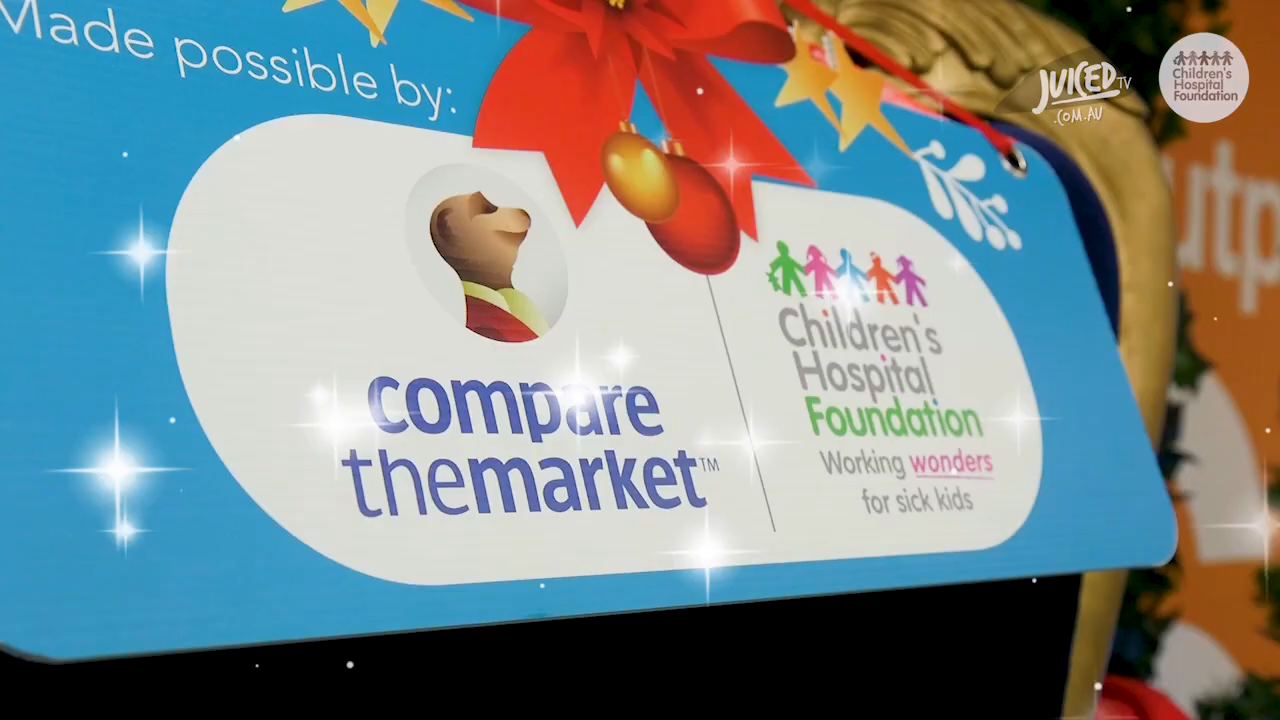 Made possible by:
JUICED TV
.COM.AU
Children's
Hospital
Foundation
compare
themarket™
Children's
Hospital
Foundation
Working wonders
for sick kids
utp